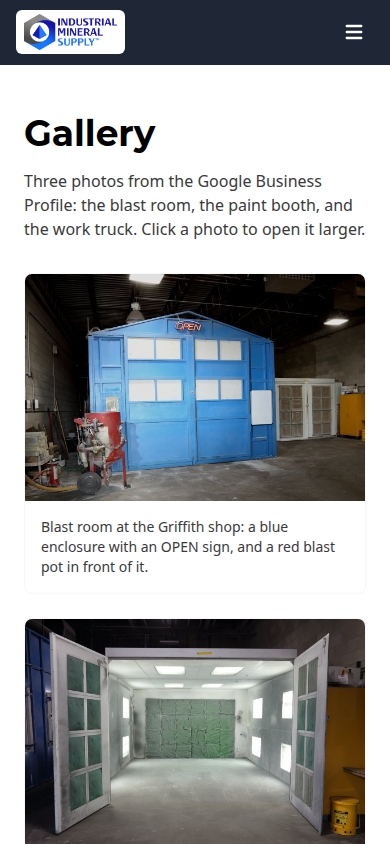 INDUSTRIAL
MINERAL
SUPPLY™
Gallery
Three photos from the Google Business
Profile: the blast room, the paint booth, and
the work truck. Click a photo to open it larger.
OPEN
Blast room at the Griffith shop: a blue
enclosure with an OPEN sign, and a red blast
pot in front of it.